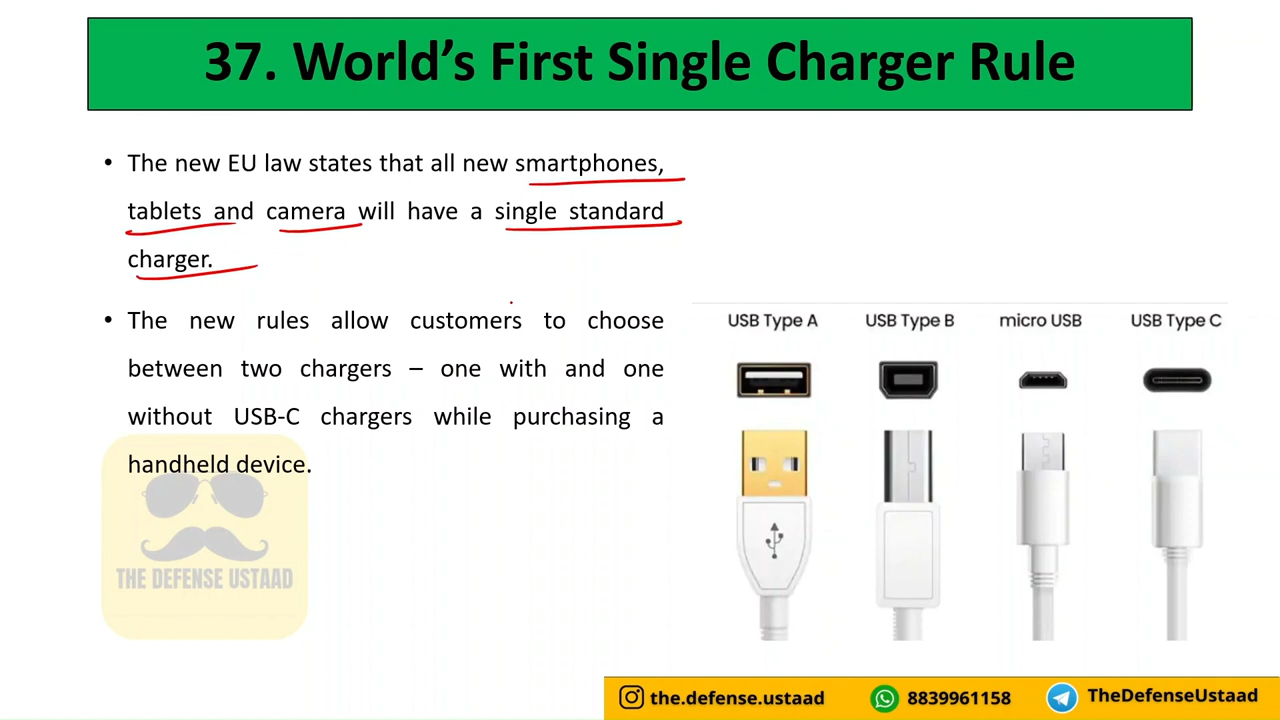 37. World's First Single Charger Rule
• The new EU law states that all new smartphones,
tablets and camera will have a single standard
charger.
• The new rules allow customers to choose
between two chargers – one with and one
without USB-C chargers while purchasing a
handheld device.
USB Type A
USB Type B
micro USB
USB Type C
THE DEFENSE USTAAD
the.defense.ustaad
8839961158
TheDefenseUstaad